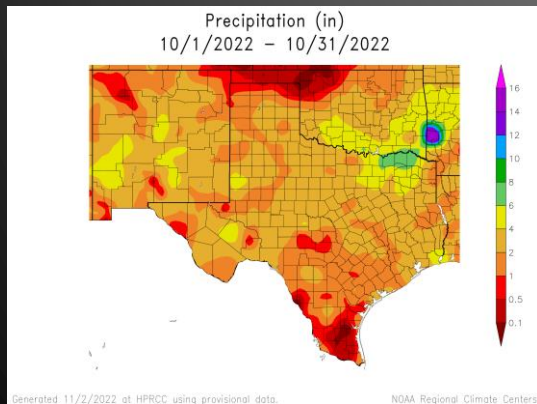 Precipitation (in)
10/1/2022 – 10/31/2022
16
14
12
10
8
6
4
2
1
0.5
0.1
Generated 11/2/2022 at HPRCC using provisional data.
NOAA Regional Climate Centers